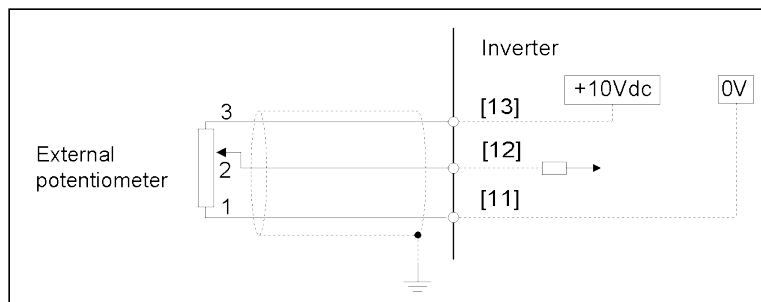 Inverter
+10Vdc
0V
3
[13]
External
potentiometer
2
[12]
1
[11]